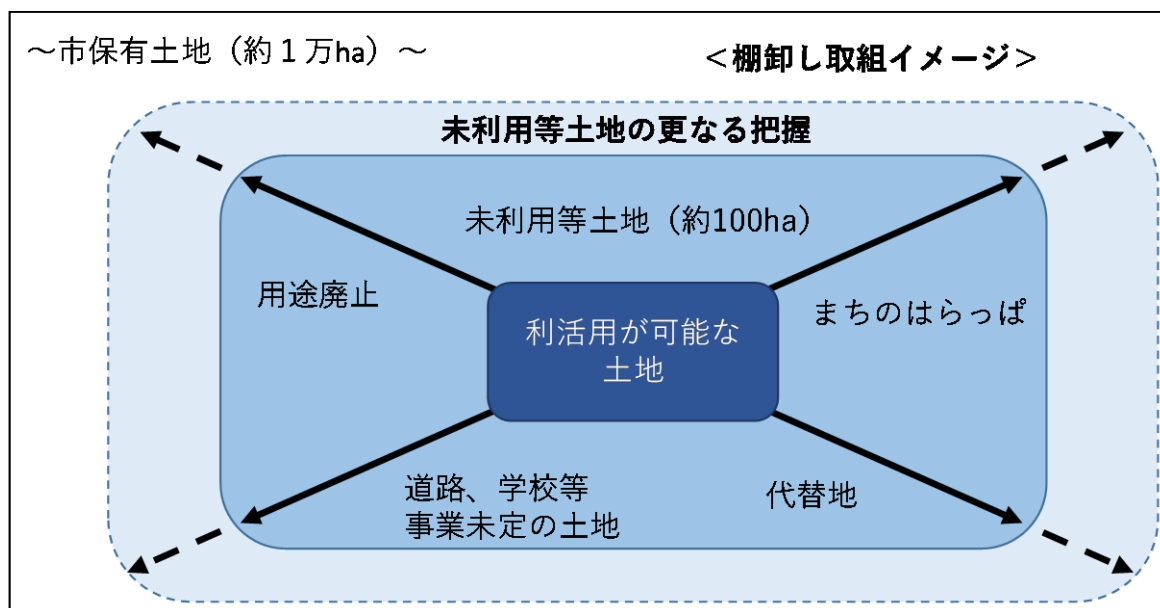 ～市保有土地（約１万ha）～
＜棚卸し取組イメージ＞
未利用等土地の更なる把握
未利用等土地（約100ha）
用途廃止
まちのはらっぱ
利活用が可能な
土地
道路、学校等
事業未定の土地
代替地